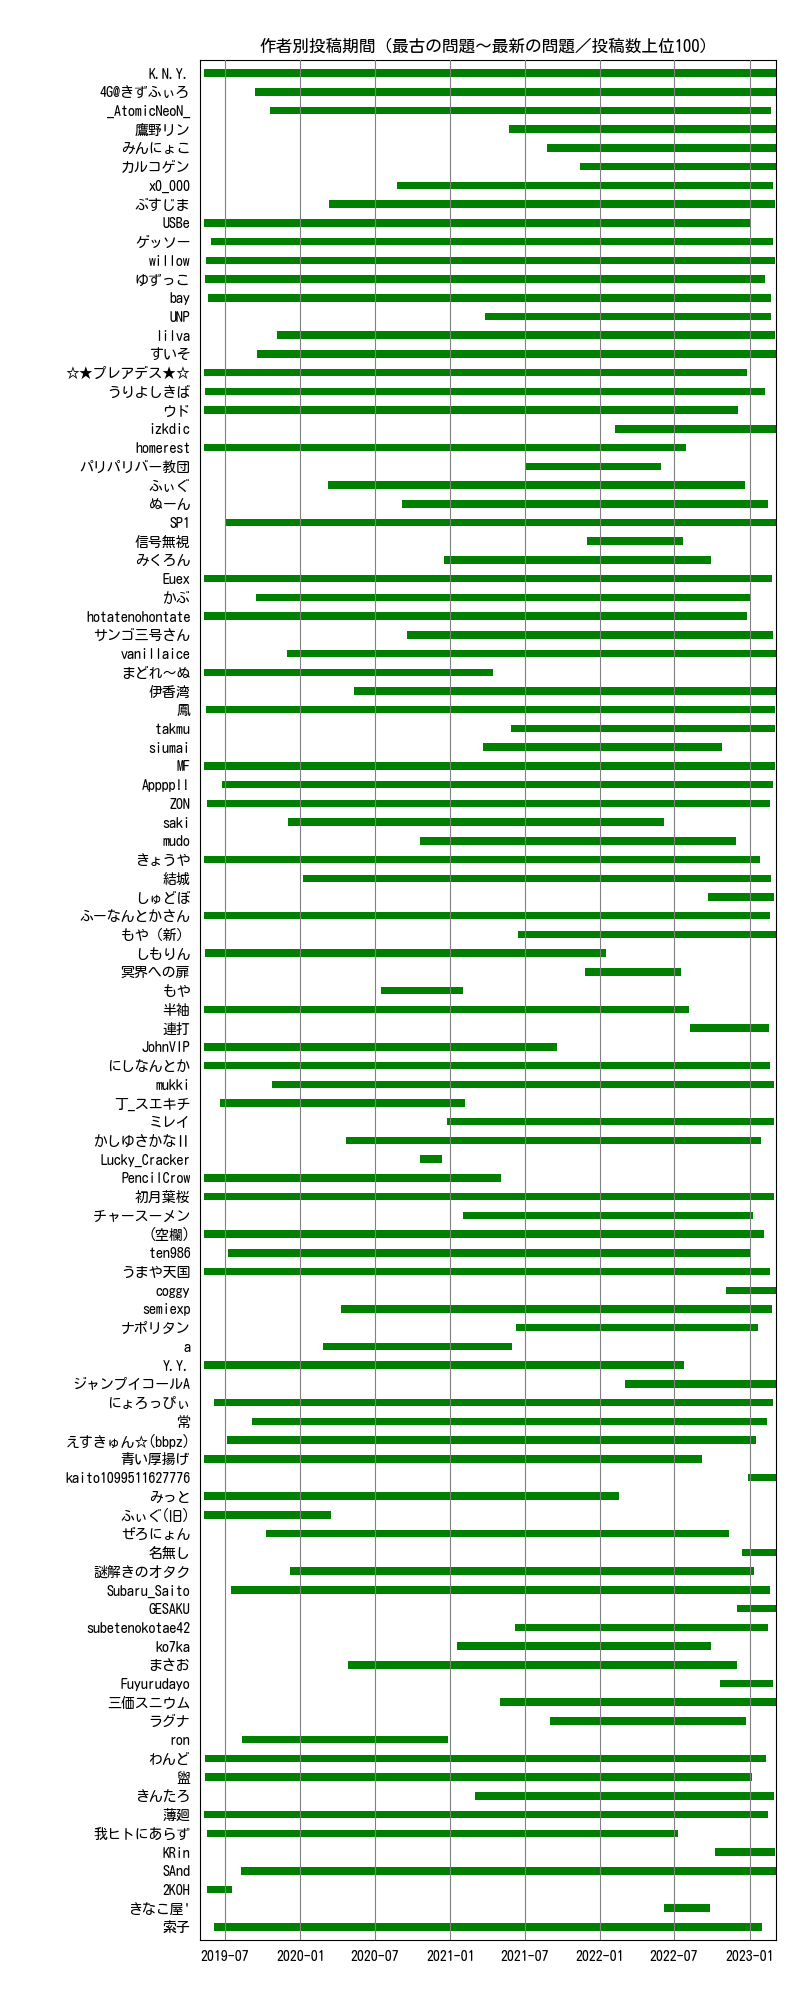 作者別投稿期間（最古の問題～最新の問題／投稿数上位100）
K.N.Y.
4G@きずふぃろ
_AtomicNeoN_
鷹野リン
みんにょこ
カルコゲン
x0_000
ぶすじま
USBe
ゲッソー
willow
ゆずっこ
bay
UNP
lilva
すいそ
☆★プレアデス★☆
うりよしきば
ウド
izkdic
homerest
パリパリバー教団
ふぃぐ
ぬーん
SP1
信号無視
みくろん
Euex
かぶ
hotatenohontate
サンゴ三号さん
vanillaice
まどれ～ぬ
伊香湾
鳳
takmu
siumai
MF
Appppll
ZON
saki
mudo
きょうや
結城
しゅどぼ
ふーなんとかさん
もや（新）
しもりん
冥界への扉
もや
半袖
連打
JohnVIP
にしなんとか
mukki
丁_スエキチ
ミレイ
かしゆさかなⅡ
Lucky_Cracker
PencilCrow
初月葉桜
チャースーメン
(空欄)
ten986
うまや天国
coggy
semiexp
ナポリタン
a
Y.Y.
ジャンプイコールA
にょろっぴぃ
常
えすきゅん☆(bbpz)
青い厚揚げ
kaito1099511627776
みっと
ふぃぐ(旧)
ぜろにょん
名無し
謎解きのオタク
Subaru_Saito
GESAKU
subetenokotae42
ko7ka
まさお
Fuyurudayo
三価スニウム
ラグナ
ron
わんど
盥
きんたろ
薄廻
我ヒトにあらず
KRin
SAnd
2KOH
きなこ屋'
索子
2019-07 2020-01 2020-07 2021-01 2021-07 2022-01 2022-07 2023-01